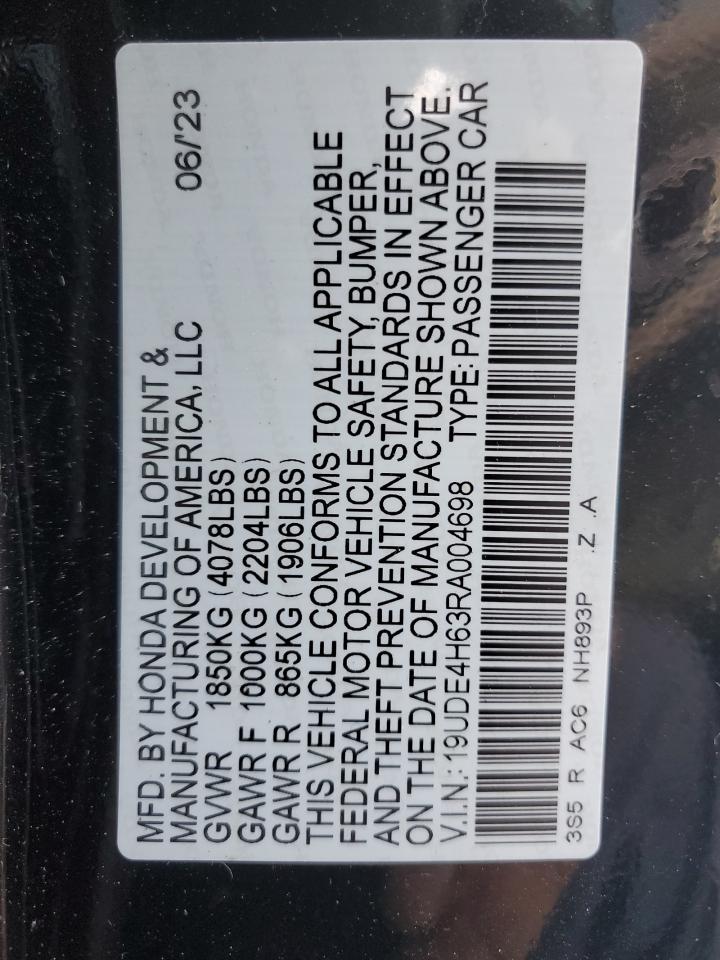 MFD. BY HONDA DEVELOPMENT &
MANUFACTURING OF AMERICA, LLC 06/'23
GVWR 1850KG (4078LBS)
GAWR F 1000KG (2204LBS)
GAWR R 865KG (1906LBS)
THIS VEHICLE CONFORMS TO ALL APPLICABLE
FEDERAL MOTOR VEHICLE SAFETY, BUMPER,
AND THEFT PREVENTION STANDARDS IN EFFECT
ON THE DATE OF MANUFACTURE SHOWN ABOVE.
V.I.N.: 19UDE4H63RA004698 TYPE: PASSENGER CAR
3S5 R AC6 NH893P .Z .A